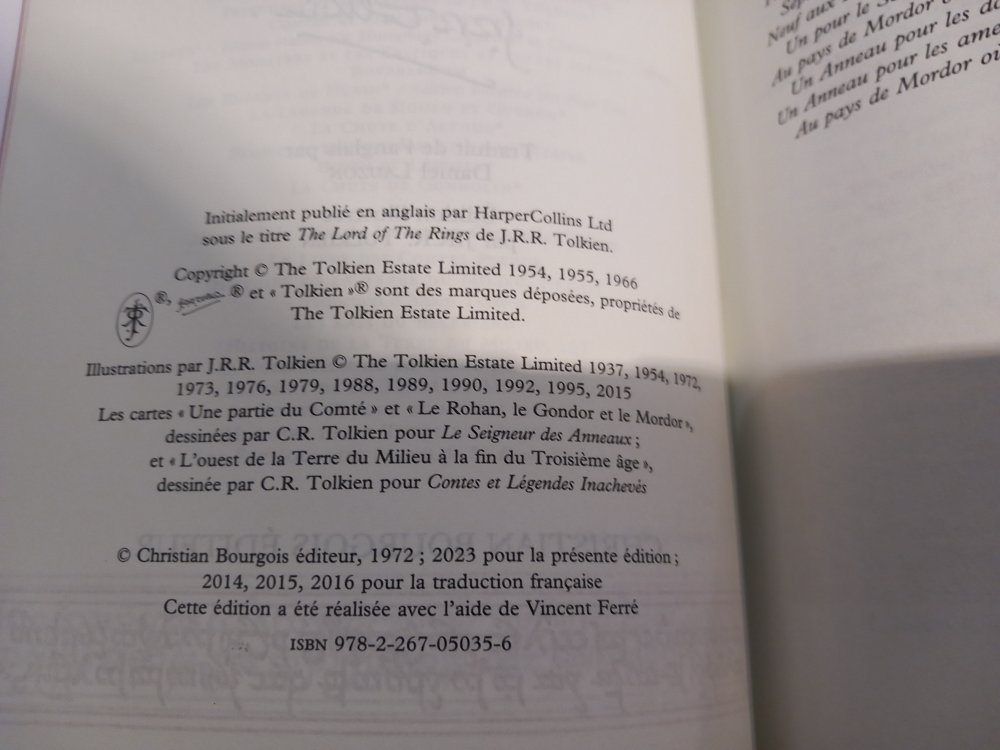 Initialement publié en anglais par HarperCollins Ltd
sous le titre The Lord of The Rings de J.R.R. Tolkien.
Copyright © The Tolkien Estate Limited 1954, 1955, 1966
®, ® et « Tolkien »® sont des marques déposées, propriétés de
The Tolkien Estate Limited.
Illustrations par J.R.R. Tolkien © The Tolkien Estate Limited 1937, 1954, 1972,
1973, 1976, 1979, 1988, 1989, 1990, 1992, 1995, 2015
Les cartes « Une partie du Comté » et « Le Rohan, le Gondor et le Mordor »,
dessinées par C.R. Tolkien pour Le Seigneur des Anneaux ;
et « L'ouest de la Terre du Milieu à la fin du Troisième âge »,
dessinée par C.R. Tolkien pour Contes et Légendes Inachevés
© Christian Bourgois éditeur, 1972 ; 2023 pour la présente édition ;
2014, 2015, 2016 pour la traduction française
Cette édition a été réalisée avec l'aide de Vincent Ferré
ISBN 978-2-267-05035-6
Neuf aux
Un pour le
Au pays de Mordor
Un Anneau pour les
Un Anneau pour les
Au pays de Mordor où